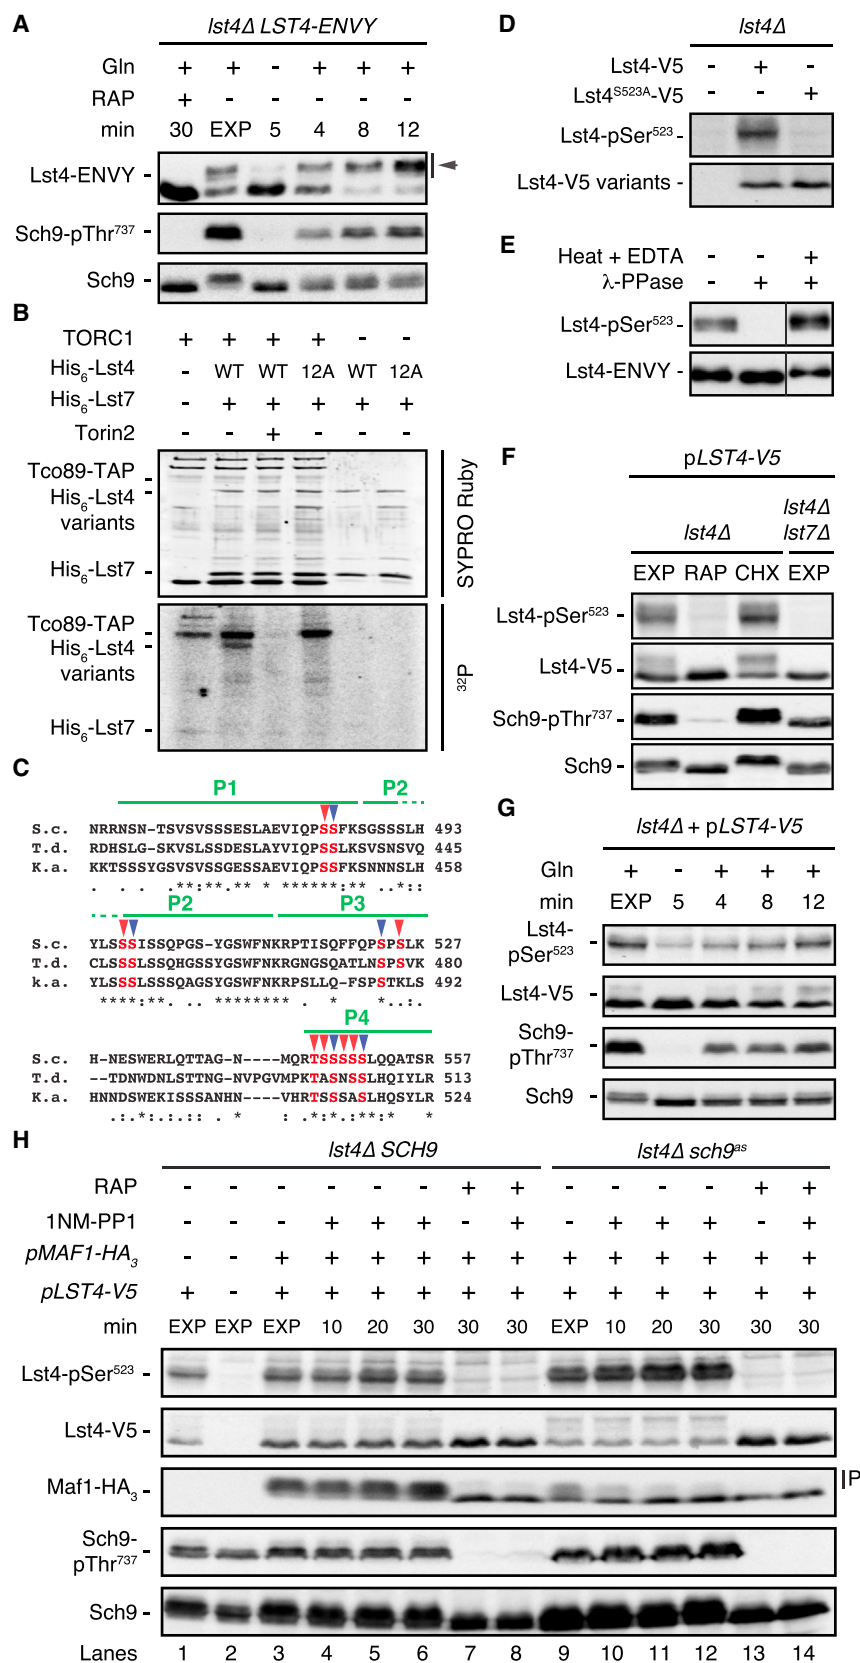 A
lst4Δ LST4-ENVY
Gln + + - + + +
RAP + - - - - -
min 30 EXP 5 4 8 12
Lst4-ENVY -
Sch9-pThr⁷³⁷ -
Sch9 -
B
TORC1 + + + + - -
His₆-Lst4 - WT WT 12A WT 12A
His₆-Lst7 - + + + + +
Torin2 - - + - - -
Tco89-TAP -
His₆-Lst4 -
variants
His₆-Lst7 -
SYPRO Ruby
Tco89-TAP -
His₆-Lst4 -
variants
His₆-Lst7 -
³²P
C
P1 P2
S.c. NRRNSN-TSVSVSSSESLAEVIQPSSFKSGSSSLH 493
T.d. RDHSLG-SKVSLSSDESLAYVIQPSSLKSVSNSVQ 445
K.a. KKTSSSYGSVSVSSGESSAEVIQPSSFKSNNNSLH 458
P2 P3
S.c. YLSSSISSQPGS-YGSWFNKRPTISQFFQPSPSLK 527
T.d. CLSSSLSSQHGSSYGSWFNKRGNGSQATLNSPSVK 480
k.a. YLSSSLSSQAGSYGSWFNKRPSLLQ-FSPSTKLS 492
P4
S.c. H-NESWERLQTTAGN----MQRTSSSSSLQQATSR 557
T.d. -TDNWDNLSTTNG-NVPGVMPKTASNSSLHQIYLR 513
K.a. HNNDSWEKISSSANHN---VHRTSSSASLHQSYLR 524
D
lst4Δ
Lst4-V5 - + -
Lst4ˢ⁵²³ᴬ-V5 - - +
Lst4-pSer⁵²³ -
Lst4-V5 variants -
E
Heat + EDTA - - +
λ-PPase - + +
Lst4-pSer⁵²³ -
Lst4-ENVY -
F
pLST4-V5
lst4Δ lst4Δ lst7Δ
EXP RAP CHX EXP
Lst4-pSer⁵²³ -
Lst4-V5 -
Sch9-pThr⁷³⁷ -
Sch9 -
G
lst4Δ + pLST4-V5
Gln + - + + +
min EXP 5 4 8 12
Lst4-
pSer⁵²³ -
Lst4-V5 -
Sch9-
pThr⁷³⁷ -
Sch9 -
H
lst4Δ SCH9 lst4Δ sch9ᵃˢ
RAP - - - - - - + + - - - - + +
1NM-PP1 - - - + + + - + - + + + - +
pMAF1-HA₃ - - + + + + + + + + + + + +
pLST4-V5 + - + + + + + + + + + + + +
min EXP EXP EXP 10 20 30 30 30 EXP 10 20 30 30 30
Lst4-pSer⁵²³ -
Lst4-V5 -
Maf1-HA₃ -
P
Sch9-
pThr⁷³⁷ -
Sch9 -
Lanes 1 2 3 4 5 6 7 8 9 10 11 12 13 14